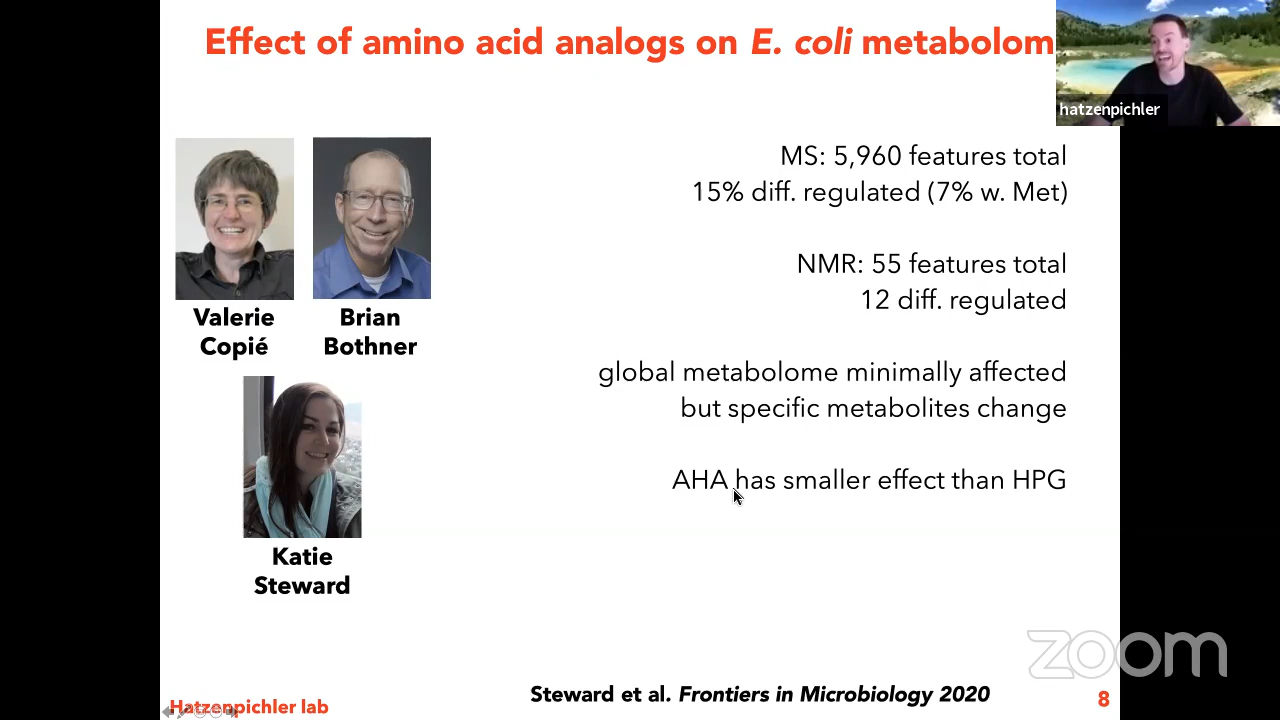 Effect of amino acid analogs on E. coli metabolom
hatzenpichler
MS: 5,960 features total
15% diff. regulated (7% w. Met)
NMR: 55 features total
12 diff. regulated
global metabolome minimally affected
but specific metabolites change
AHA has smaller effect than HPG
Valerie
Copié
Brian
Bothner
Katie
Steward
zoom
Steward et al. Frontiers in Microbiology 2020
Hatzenpichler lab
8